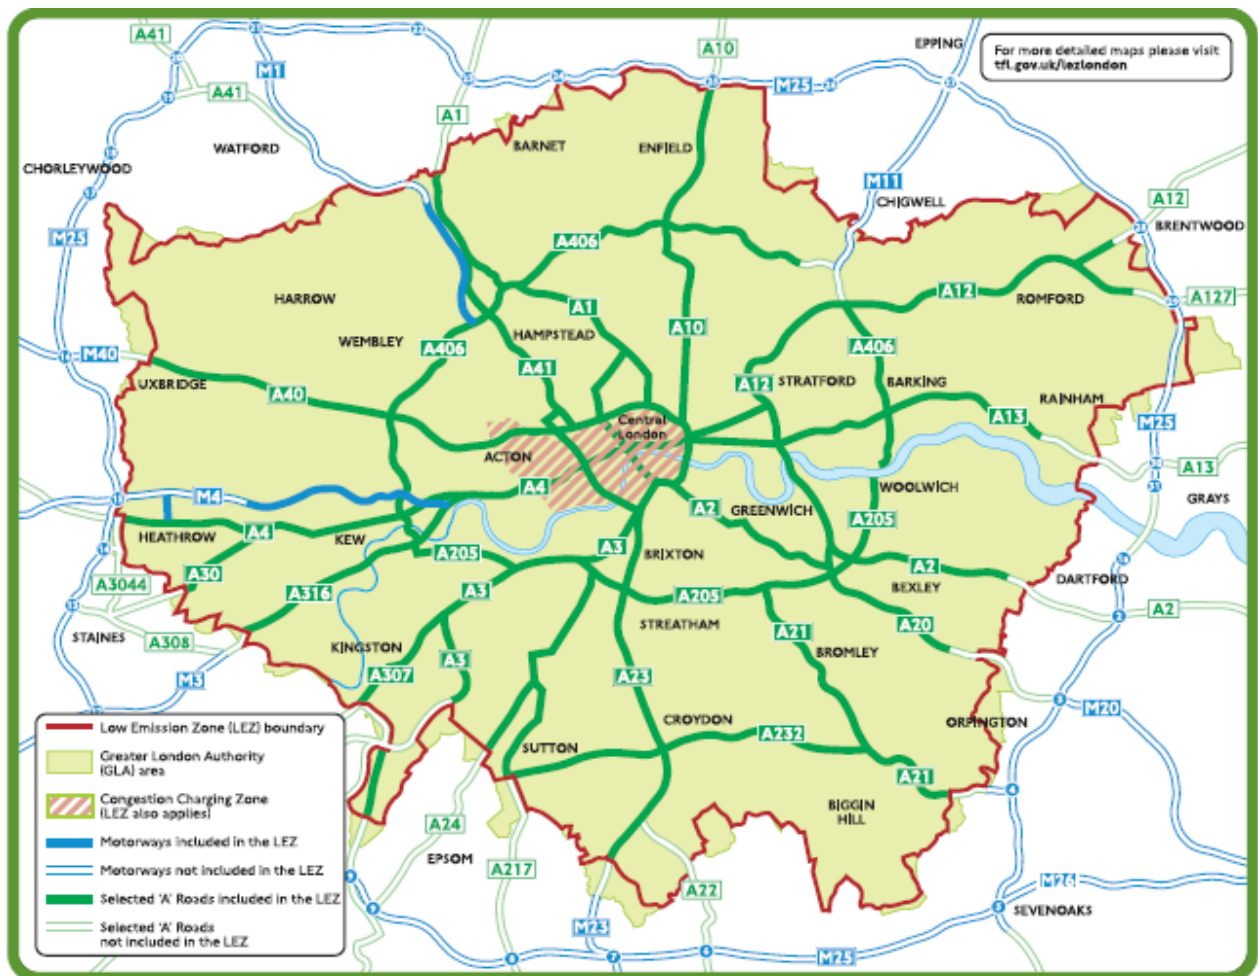 A41
A10
EPPING
For more detailed maps please visit
tfl.gov.uk/lezlondon
M1
M25
A41
A1
WATFORD
BARNET
ENFIELD
CHORLEYWOOD
M11
CHIGWELL
A12
BRENTWOOD
M25
A406
HARROW
A12
ROMFORD
A127
A1
HAMPSTEAD
A10
WEMBLEY
A406
A406
M40
A41
UXBRIDGE
A12
STRATFORD
BARKING
A40
RAINHAM
Central
London
A13
M25
ACTON
A13
M4
A4
WOOLWICH
GRAYS
A2
GREENWICH
A205
HEATHROW
A4
KEW
A3
BRIXTON
A205
A2
A30
A3044
DARTFORD
A316
A3
A205
BEXLEY
A2
STAINES
A308
STREATHAM
A21
A20
KINGSTON
BROMLEY
A3
A307
A23
M3
M20
CROYDON
ORPINGTON
A232
SUTTON
A21
BIGGIN
HILL
A24
EPSOM
A217
A22
M26
SEVENOAKS
M23
M25
Low Emission Zone (LEZ) boundary
Greater London Authority
(GLA) area
Congestion Charging Zone
(LEZ also applies)
Motorways included in the LEZ
Motorways not included in the LEZ
Selected 'A' Roads included in the LEZ
Selected 'A' Roads
not included in the LEZ